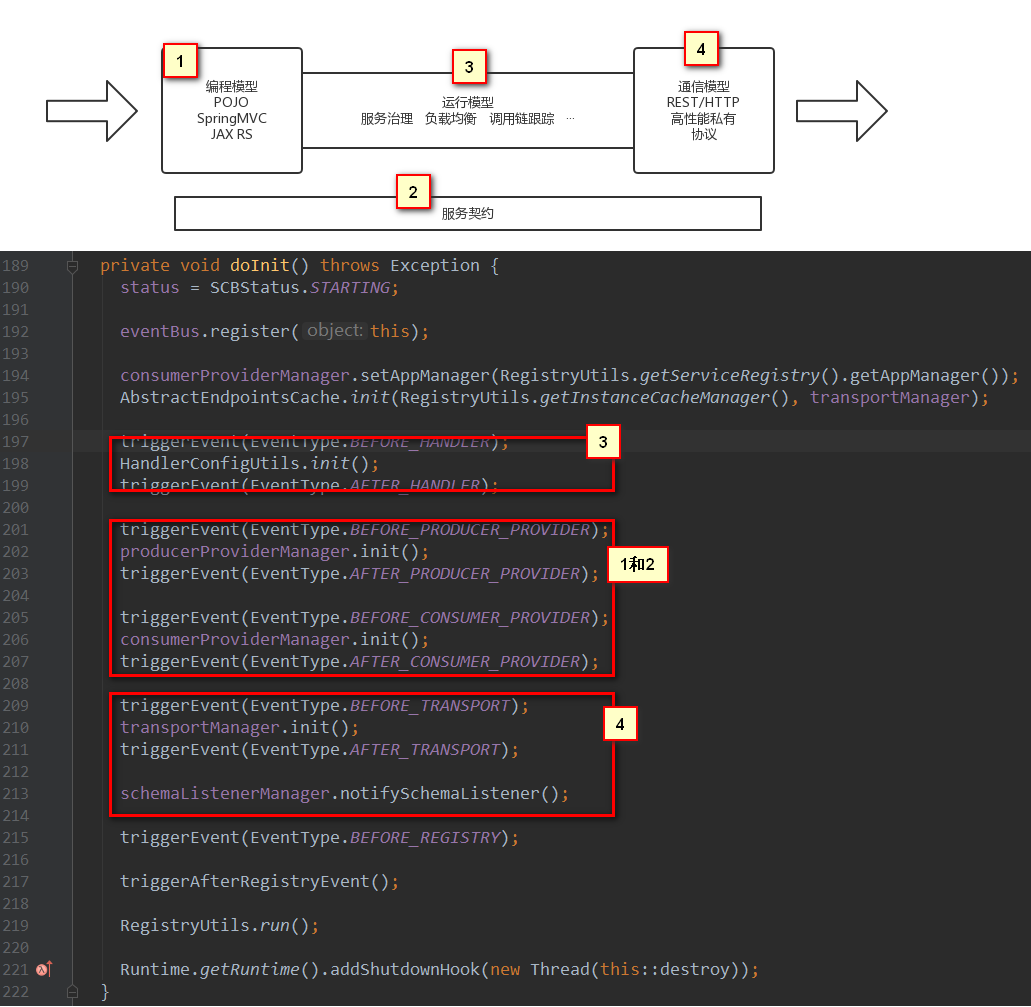 1
编程模型
POJO
SpringMVC
JAX RS
3
运行模型
服务治理 负载均衡 调用链跟踪 ...
4
通信模型
REST/HTTP
高性能私有
协议
2
服务契约
189 private void doInit() throws Exception {
190 status = SCBStatus.STARTING;
191
192 eventBus.register( object: this);
193
194 consumerProviderManager.setAppManager(RegistryUtils.getServiceRegistry().getAppManager());
195 AbstractEndpointsCache.init(RegistryUtils.getInstanceCacheManager(), transportManager);
196
197 triggerEvent(EventType.BEFORE_HANDLER);
3
198 HandlerConfigUtils.init();
199 triggerEvent(EventType.AFTER_HANDLER);
200
201 triggerEvent(EventType.BEFORE_PRODUCER_PROVIDER);
202 producerProviderManager.init();
1和2
203 triggerEvent(EventType.AFTER_PRODUCER_PROVIDER);
204
205 triggerEvent(EventType.BEFORE_CONSUMER_PROVIDER);
206 consumerProviderManager.init();
207 triggerEvent(EventType.AFTER_CONSUMER_PROVIDER);
208
209 triggerEvent(EventType.BEFORE_TRANSPORT);
210 transportManager.init();
4
211 triggerEvent(EventType.AFTER_TRANSPORT);
212
213 schemaListenerManager.notifySchemaListener();
214
215 triggerEvent(EventType.BEFORE_REGISTRY);
216
217 triggerAfterRegistryEvent();
218
219 RegistryUtils.run();
220
221 Runtime.getRuntime().addShutdownHook(new Thread(this::destroy));
222 }